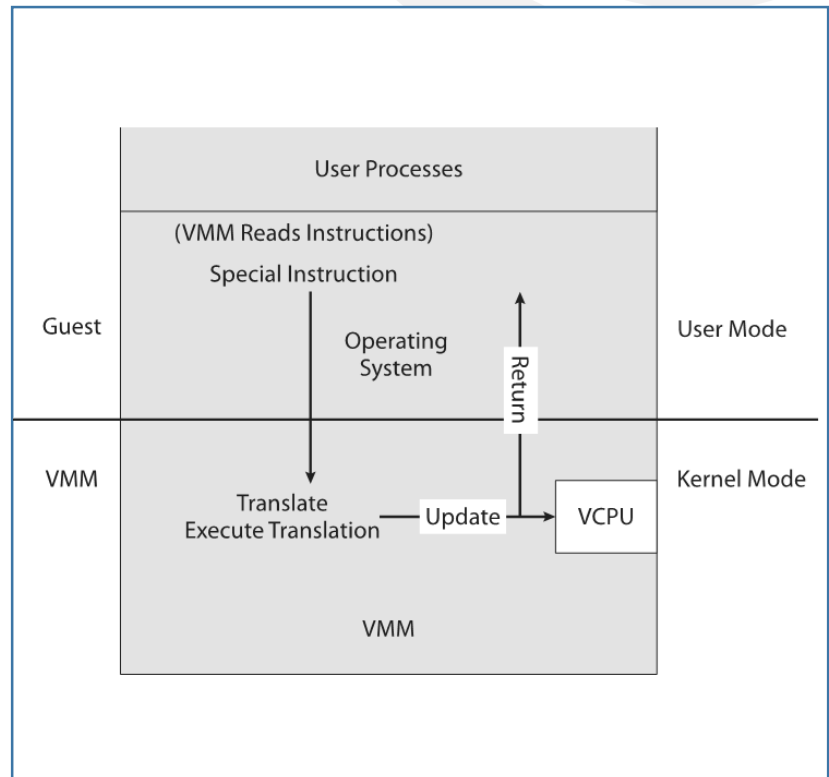 User Processes
(VMM Reads Instructions)
Special Instruction
Guest
Operating
System
User Mode
Return
VMM
Kernel Mode
Translate
Execute Translation
Update
VCPU
VMM